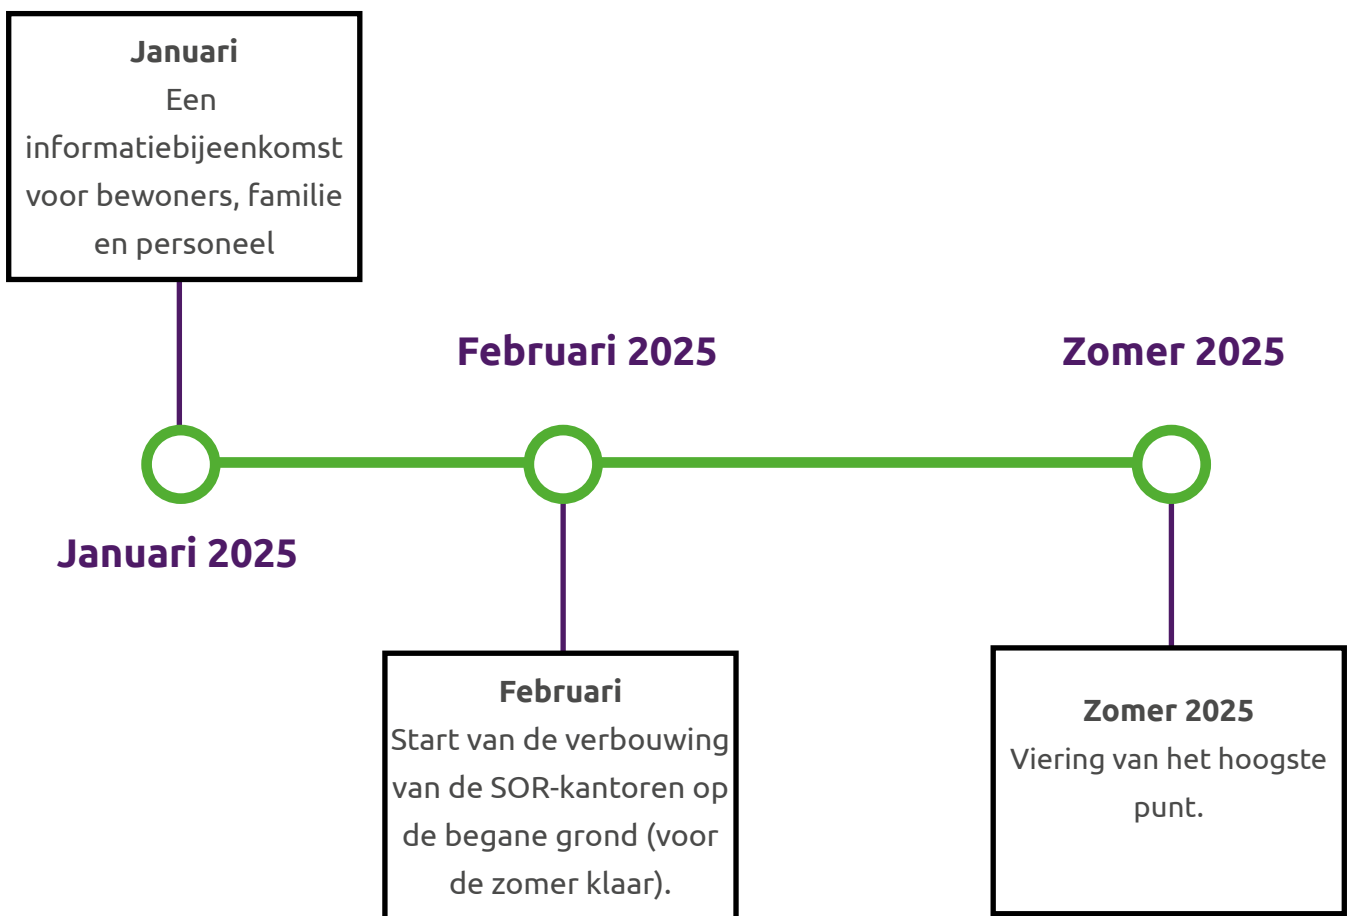 Januari
Een
informatiebijeenkomst
voor bewoners, familie
en personeel
Februari 2025
Zomer 2025
Januari 2025
Februari
Start van de verbouwing
van de SOR-kantoren op
de begane grond (voor
de zomer klaar).
Zomer 2025
Viering van het hoogste
punt.